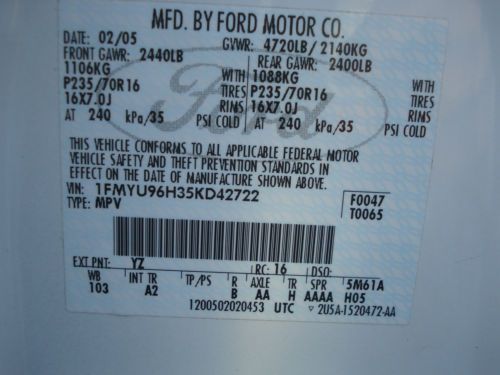 MFD. BY FORD MOTOR CO.
DATE: 02/05 GVWR: 4720LB/ 2140KG
FRONT GAWR: 2440LB REAR GAWR: 2400LB
1106KG WITH 1088KG WITH
P235/70R16 TIRES P235/70R16 TIRES
16X7.0J RIMS 16X7.0J RIMS
AT 240 kPa/35 PSI COLD AT 240 kPa/35 PSI COLD
Ford
THIS VEHICLE CONFORMS TO ALL APPLICABLE FEDERAL MOTOR
VEHICLE SAFETY AND THEFT PREVENTION STANDARDS IN
EFFECT ON THE DATE OF MANUFACTURE SHOWN ABOVE.
VIN: 1FMYU96H35KD42722 F0047
TYPE: MPV T0065
EXT PNT: YZ RC: 16 DSO:
WB INT TR TP/PS R AXLE TR SPR 5M61A
103 A2 B AA H AAAA H05
1200502020453 UTC ▽ 2U5A-1520472-AA